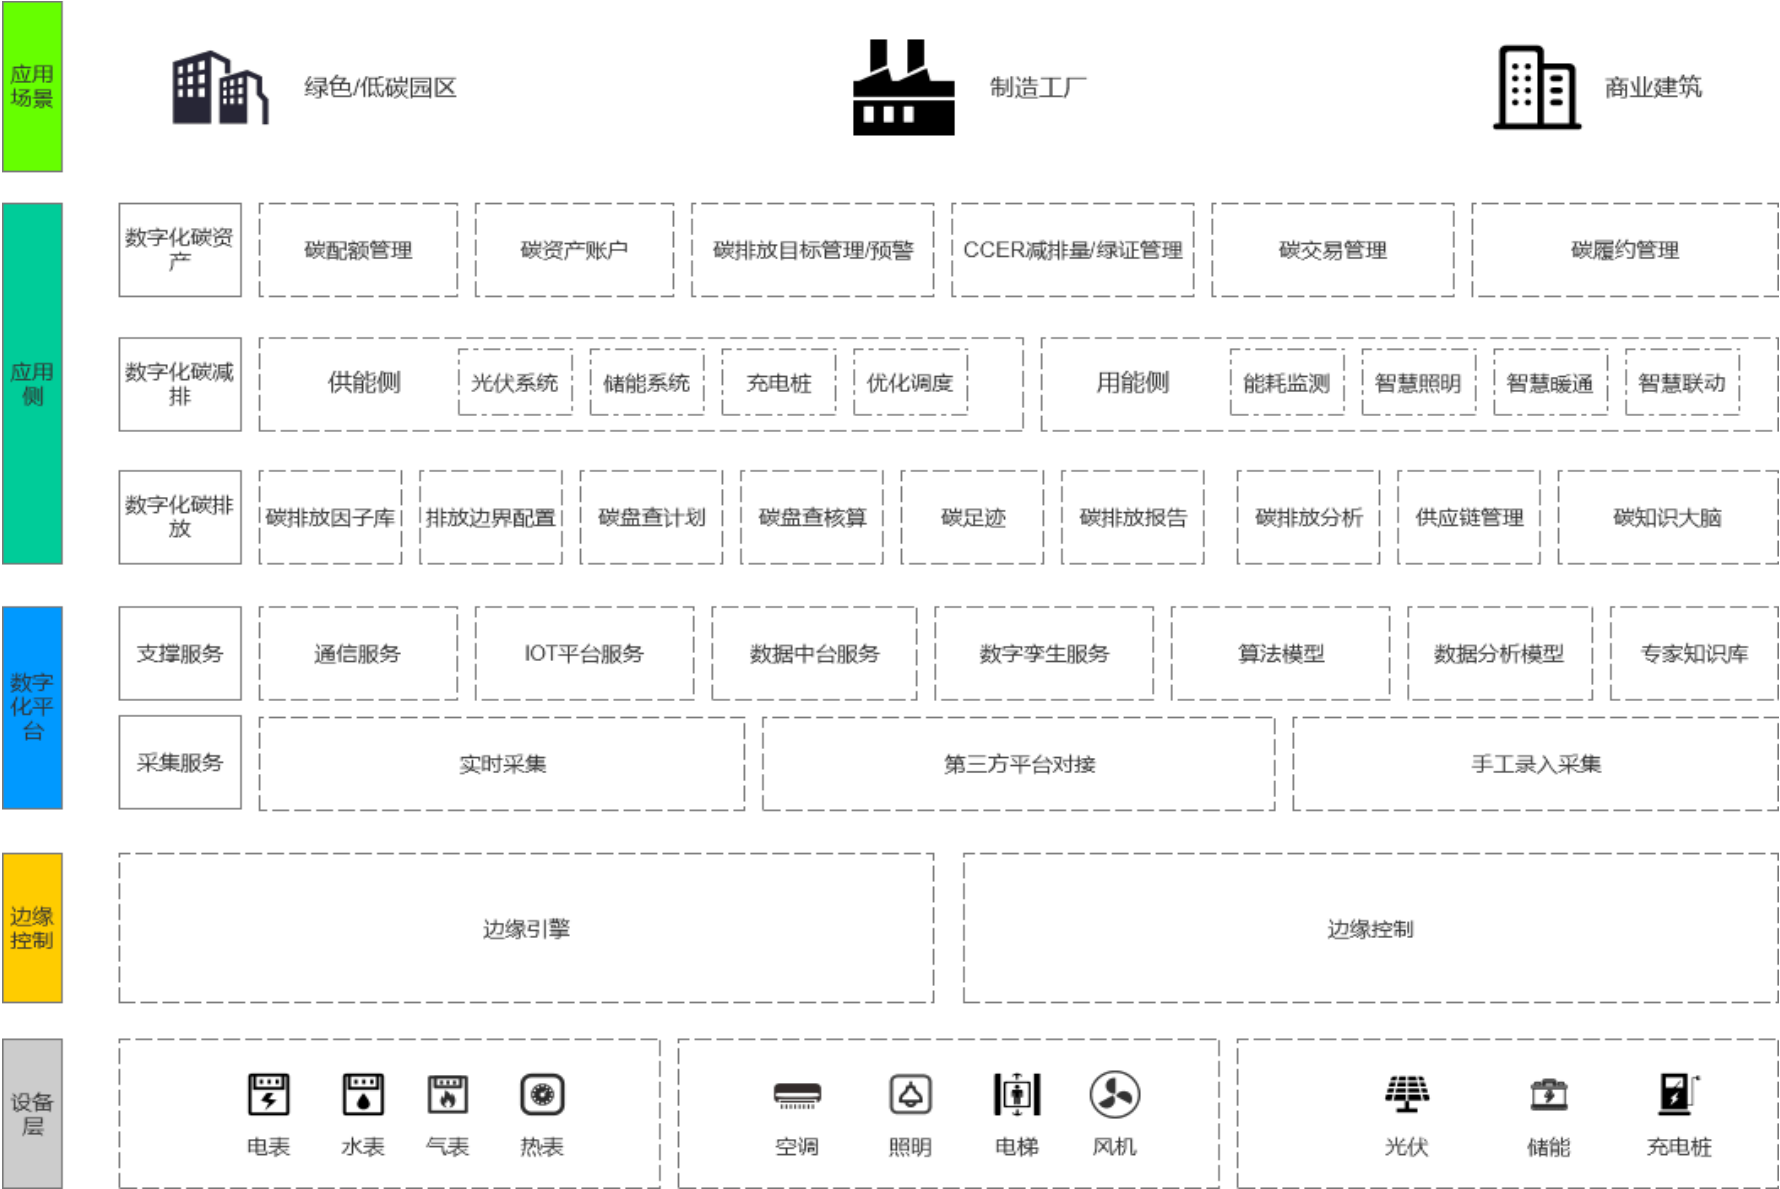 应用
场景
绿色/低碳园区
制造工厂
商业建筑
应用
侧
数字化碳资
产
碳配额管理
碳资产账户
碳排放目标管理/预警
CCER减排量/绿证管理
碳交易管理
碳履约管理
数字化碳减
排
供能侧
光伏系统
储能系统
充电桩
优化调度
用能侧
能耗监测
智慧照明
智慧暖通
智慧联动
数字化碳排
放
碳排放因子库
排放边界配置
碳盘查计划
碳盘查核算
碳足迹
碳排放报告
碳排放分析
供应链管理
碳知识大脑
数字
化平
台
支撑服务
通信服务
IOT平台服务
数据中台服务
数字孪生服务
算法模型
数据分析模型
专家知识库
采集服务
实时采集
第三方平台对接
手工录入采集
边缘
控制
边缘引擎
边缘控制
设备
层
电表
水表
气表
热表
空调
照明
电梯
风机
光伏
储能
充电桩